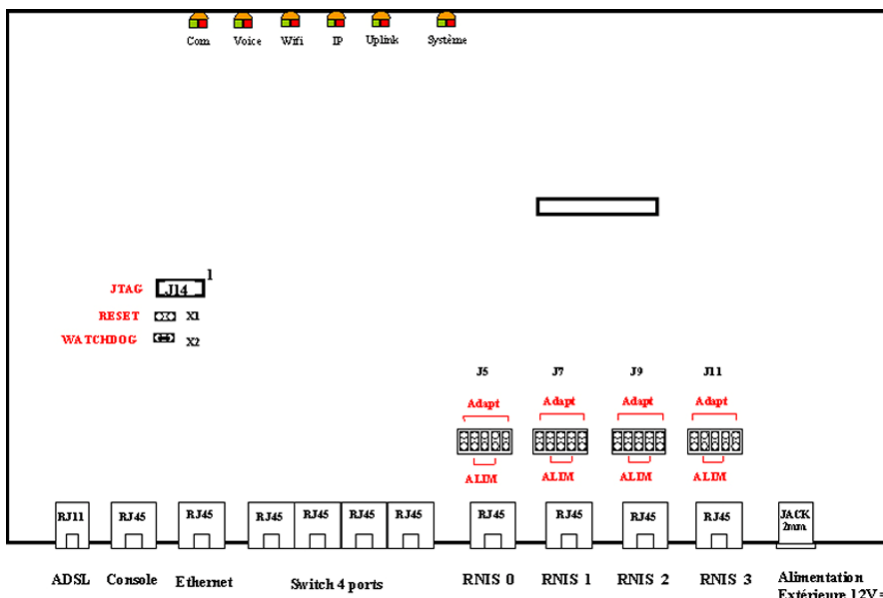 Com Voice Wifi IP Uplink Système
1
JTAG J14
RESET X1
WATCHDOG X2
J5 J7 J9 J11
Adapt Adapt Adapt Adapt
ALIM ALIM ALIM ALIM
RJ11 RJ45 RJ45 RJ45 RJ45 RJ45 RJ45 RJ45 RJ45 RJ45 RJ45 JACK
2mm
ADSL Console Ethernet Switch 4 ports RNIS 0 RNIS 1 RNIS 2 RNIS 3 Alimentation
Extérieure 12V=